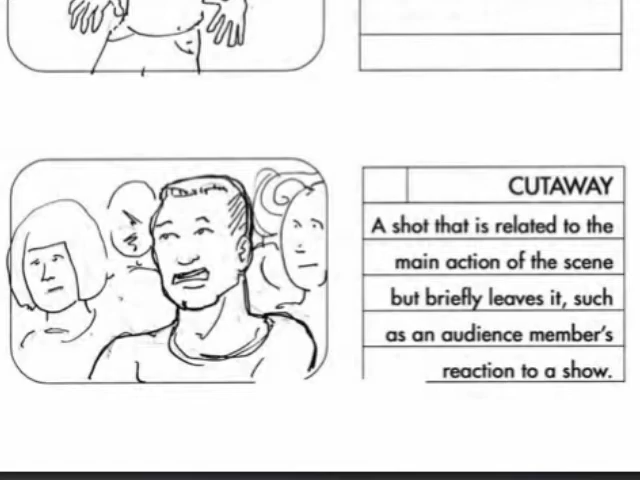 CUTAWAY
A shot that is related to the
main action of the scene
but briefly leaves it, such
as an audience member's
reaction to a show.